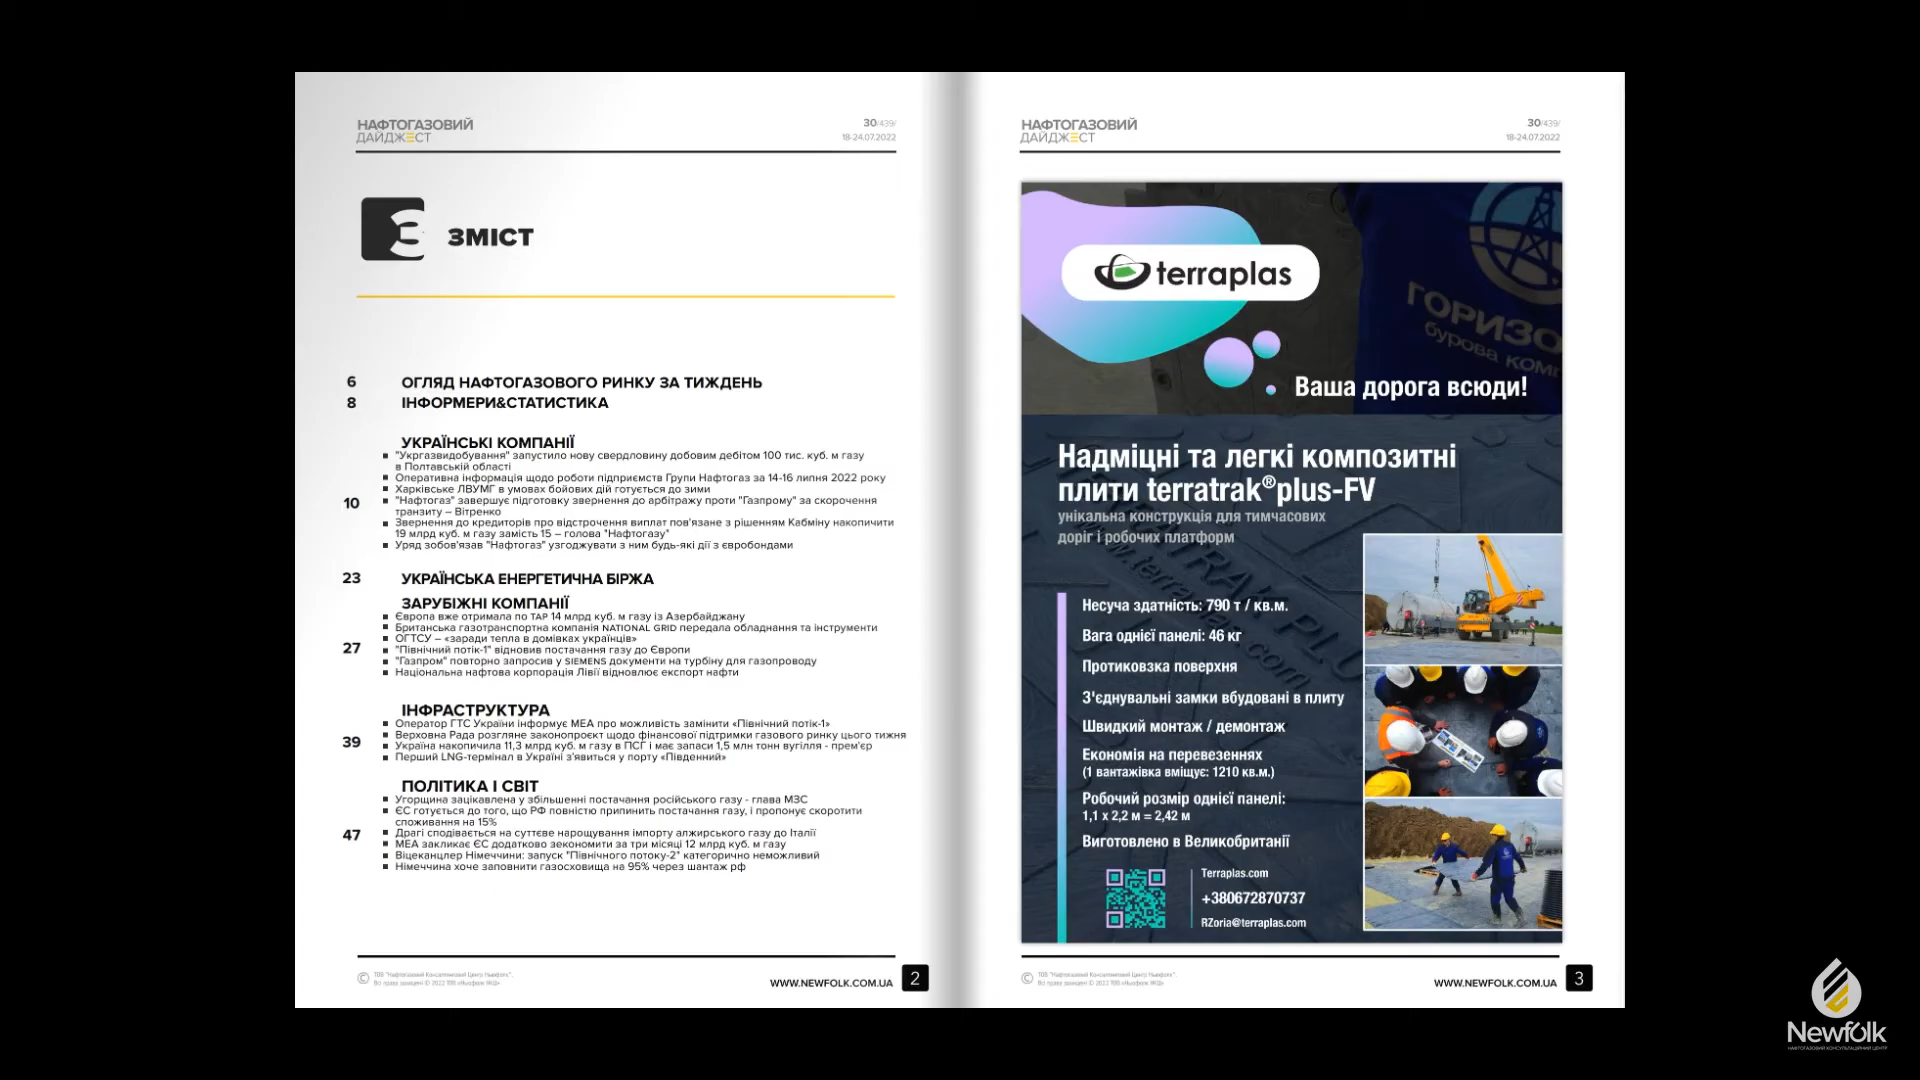 НАФТОГАЗОВИЙ
ДАЙДЖЕСТ
30/439/
18-24.07.2022
ЗМІСТ
6 ОГЛЯД НАФТОГАЗОВОГО РИНКУ ЗА ТИЖДЕНЬ
8 ІНФОРМЕРИ&СТАТИСТИКА
УКРАЇНСЬКІ КОМПАНІЇ
"Укргазвидобування" запустило нову свердловину добовим дебітом 100 тис. куб. м газу
в Полтавській області
Оперативна інформація щодо роботи підприємств Групи Нафтогаз за 14-16 липня 2022 року
Харківське ЛВУМГ в умовах бойових дій готується до зими
10
"Нафтогаз" завершує підготовку звернення до арбітражу проти "Газпрому" за скорочення
транзиту – Вітренко
Звернення до кредиторів про відстрочення виплат пов'язане з рішенням Кабміну накопичити
19 млрд куб. м газу замість 15 – голова "Нафтогазу"
Уряд зобов'язав "Нафтогаз" узгоджувати з ним будь-які дії з євробондами
23 УКРАЇНСЬКА ЕНЕРГЕТИЧНА БІРЖА
ЗАРУБІЖНІ КОМПАНІЇ
Європа вже отримала по TAP 14 млрд куб. м газу із Азербайджану
Британська газотранспортна компанія NATIONAL GRID передала обладнання та інструменти
ОГТСУ – «заради тепла в домівках українців»
27
"Північний потік-1" відновив постачання газу до Європи
"Газпром" повторно запросив у SIEMENS документи на турбіну для газопроводу
Національна нафтова корпорація Лівії відновлює експорт нафти
ІНФРАСТРУКТУРА
Оператор ГТС України інформує МЕА про можливість замінити «Північний потік-1»
Верховна Рада розгляне законопроєкт щодо фінансової підтримки газового ринку цього тижня
39
Україна накопичила 11,3 млрд куб. м газу в ПСГ і має запаси 1,5 млн тонн вугілля - прем'єр
Перший LNG-термінал в Україні з'явиться у порту «Південний»
ПОЛІТИКА І СВІТ
Угорщина зацікавлена у збільшенні постачання російського газу - глава МЗС
ЄС готується до того, що РФ повністю припинить постачання газу, і пропонує скоротити
споживання на 15%
47
Драгі сподівається на суттєве нарощування імпорту алжирського газу до Італії
МЕА закликає ЄС додатково зекономити за три місяці 12 млрд куб. м газу
Віцеканцлер Німеччини: запуск "Північного потоку-2" категорично неможливий
Німеччина хоче заповнити газосховища на 95% через шантаж рф
© ТОВ "Нафтогазовий Консалтинговий Центр Ньюфолк".
WWW.NEWFOLK.COM.UA 2
НАФТОГАЗОВИЙ
ДАЙДЖЕСТ
30/439/
18-24.07.2022
terraplas
ГОРИЗО
бурова комп
Ваша дорога всюди!
Надміцні та легкі композитні
плити terratrak®plus-FV
унікальна конструкція для тимчасових
доріг і робочих платформ
Несуча здатність: 790 т / кв.м.
Вага однієї панелі: 46 кг
Протиковзка поверхня
З'єднувальні замки вбудовані в плиту
Швидкий монтаж / демонтаж
Економія на перевезеннях
(1 вантажівка вміщує: 1210 кв.м.)
Робочий розмір однієї панелі:
1,1 х 2,2 м = 2,42 м
Виготовлено в Великобританії
Terraplas.com
+380672870737
RZoria@terraplas.com
© ТОВ "Нафтогазовий Консалтинговий Центр Ньюфолк".
WWW.NEWFOLK.COM.UA 3
Newfolk
НАФТОГАЗОВИЙ КОНСУЛЬТАЦІЙНИЙ ЦЕНТР